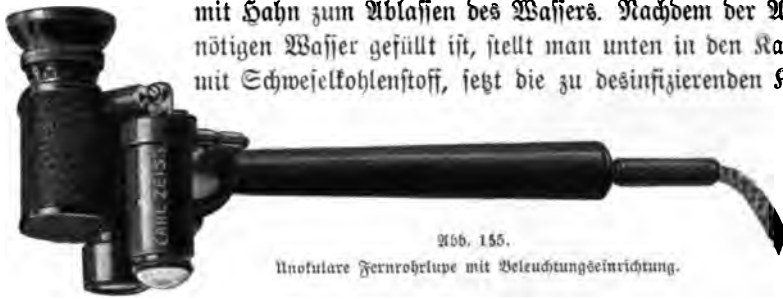 mit Hahn zum Ablassen des Wassers. Nachdem der
nötigen Wasser gefüllt ist, stellt man unten in den
mit Schwefelkohlenstoff, setzt die zu desinfizierenden
CARL ZEISS
Abb. 155.
Unokulare Fernrohrlupe mit Beleuchtungseinrichtung.